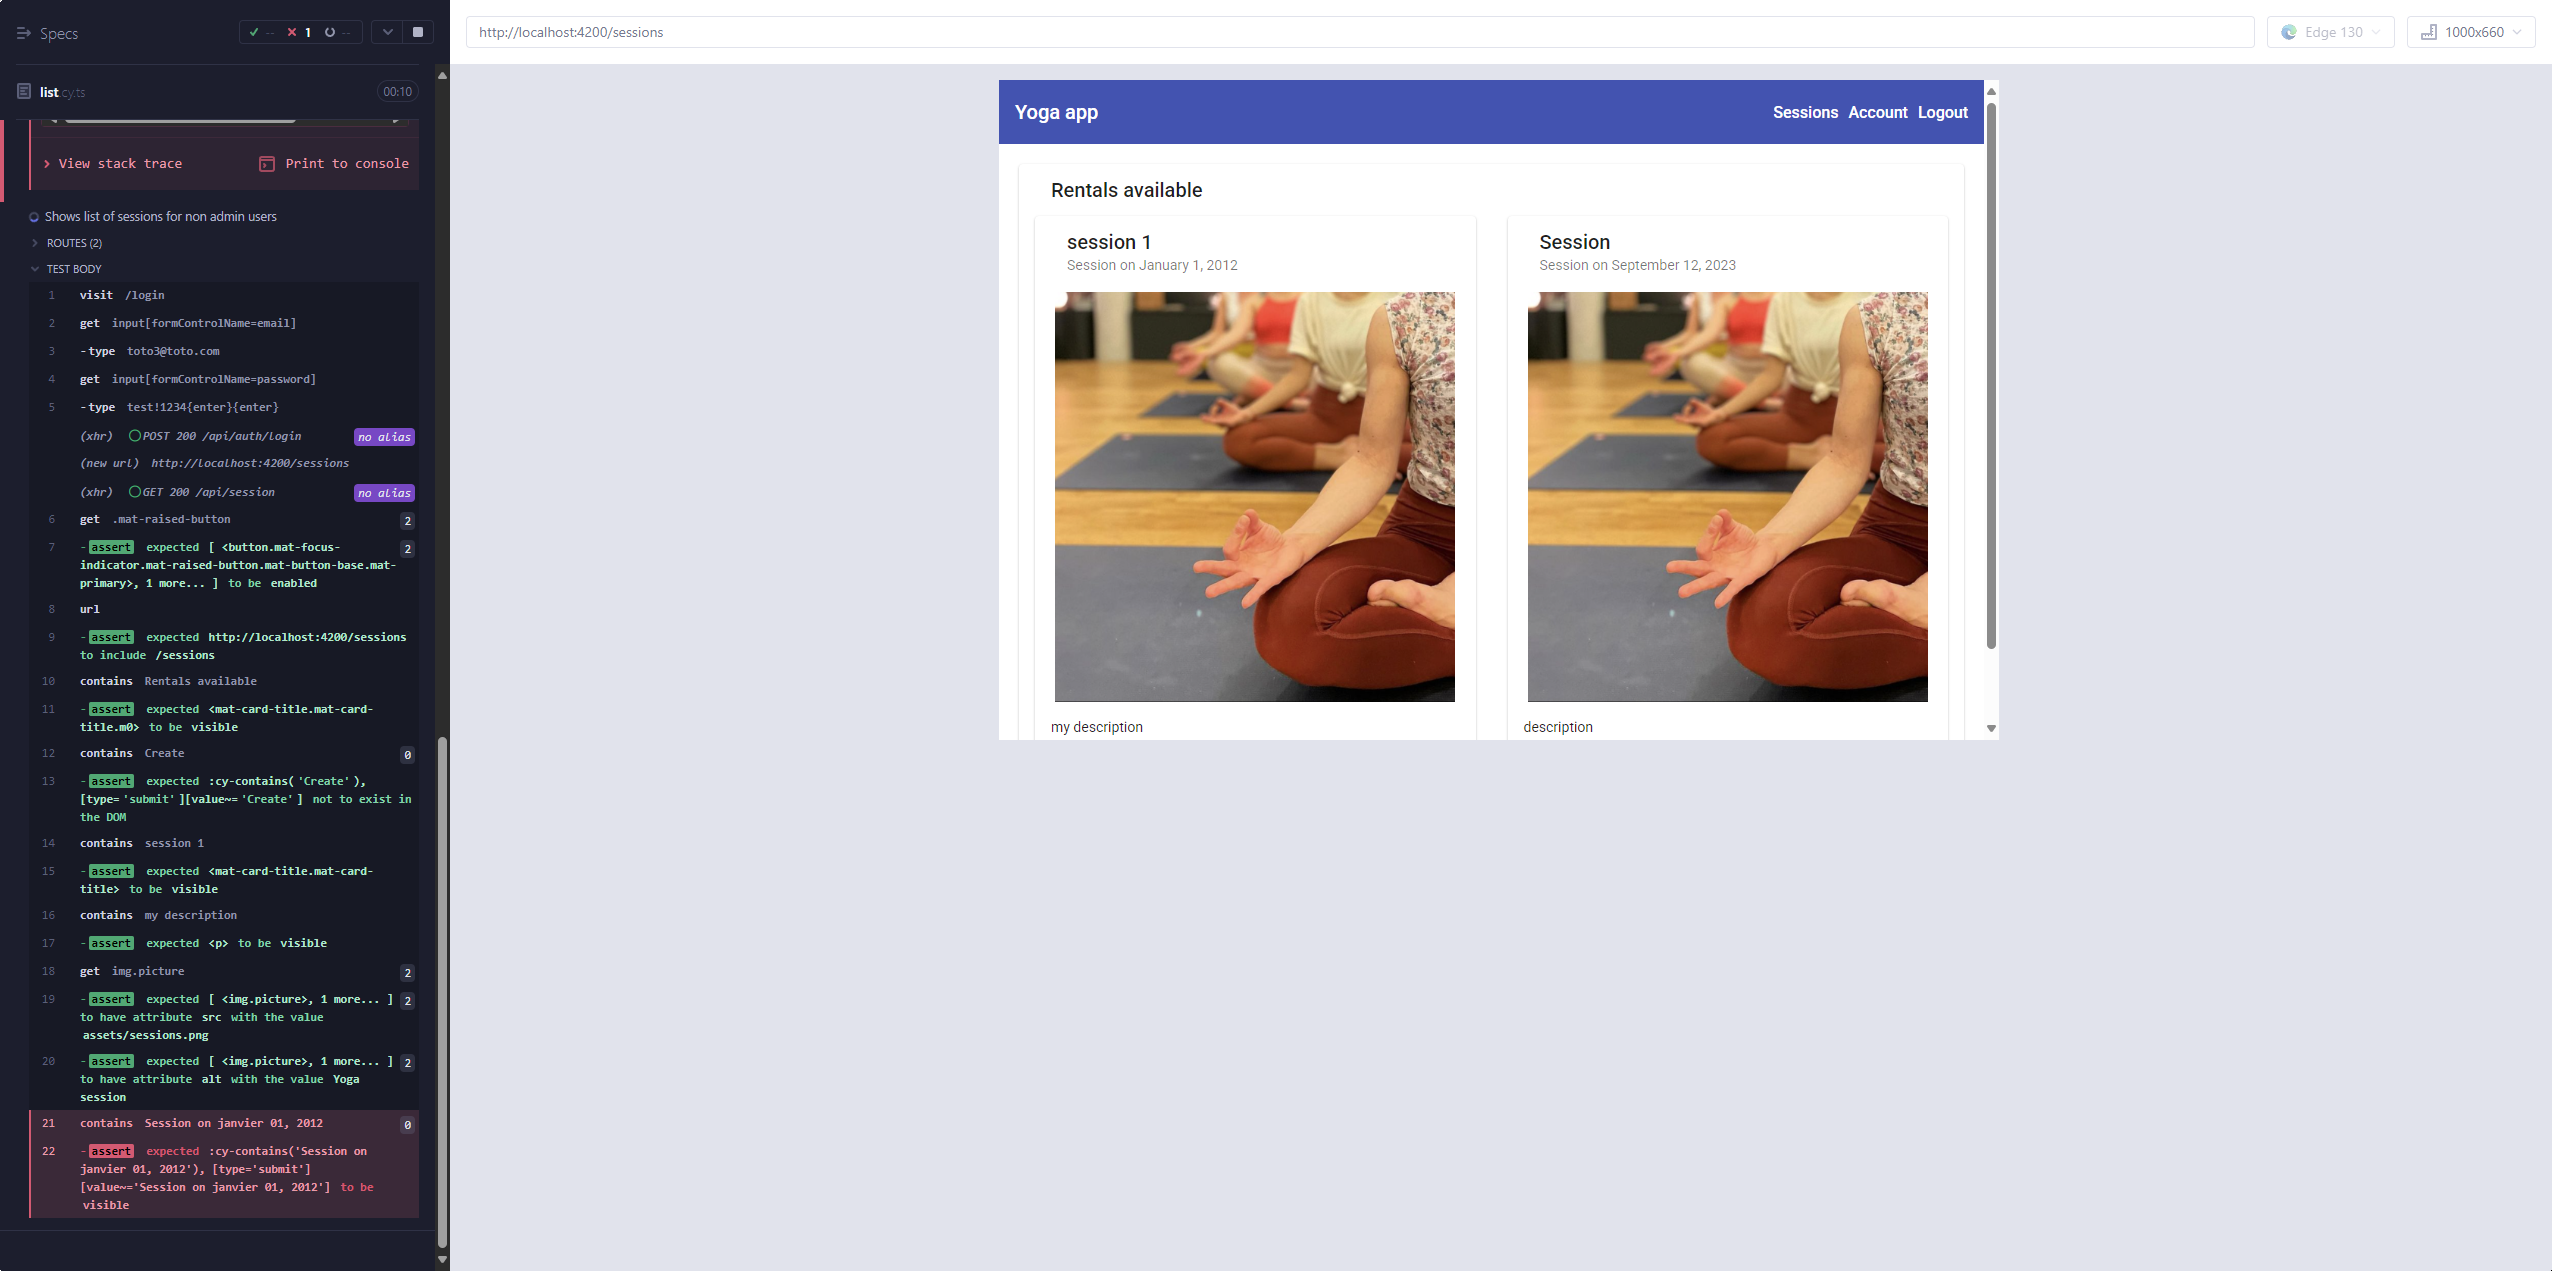 Specs
✓ -- ✕ 1 --
list.cy.ts 00:10
View stack trace Print to console
Shows list of sessions for non admin users
ROUTES (2)
TEST BODY
1 visit /login
2 get input[formControlName=email]
3 -type toto3@toto.com
4 get input[formControlName=password]
5 -type test!1234{enter}{enter}
(xhr) POST 200 /api/auth/login no alias
(new url) http://localhost:4200/sessions
(xhr) GET 200 /api/session no alias
6 get .mat-raised-button 2
7 -assert expected [ <button.mat-focus- 2
indicator.mat-raised-button.mat-button-base.mat-
primary>, 1 more... ] to be enabled
8 url
9 -assert expected http://localhost:4200/sessions
to include /sessions
10 contains Rentals available
11 -assert expected <mat-card-title.mat-card-
title.m0> to be visible
12 contains Create 0
13 -assert expected :cy-contains('Create'),
[type='submit'][value~='Create'] not to exist in
the DOM
14 contains session 1
15 -assert expected <mat-card-title.mat-card-
title> to be visible
16 contains my description
17 -assert expected <p> to be visible
18 get img.picture 2
19 -assert expected [ <img.picture>, 1 more... ] 2
to have attribute src with the value
assets/sessions.png
20 -assert expected [ <img.picture>, 1 more... ] 2
to have attribute alt with the value Yoga
session
21 contains Session on janvier 01, 2012 0
22 -assert expected :cy-contains('Session on
janvier 01, 2012'), [type='submit']
[value~='Session on janvier 01, 2012'] to be
visible
http://localhost:4200/sessions
Edge 130
1000x660
Yoga app
Sessions Account Logout
Rentals available
session 1
Session on January 1, 2012
my description
Session
Session on September 12, 2023
description